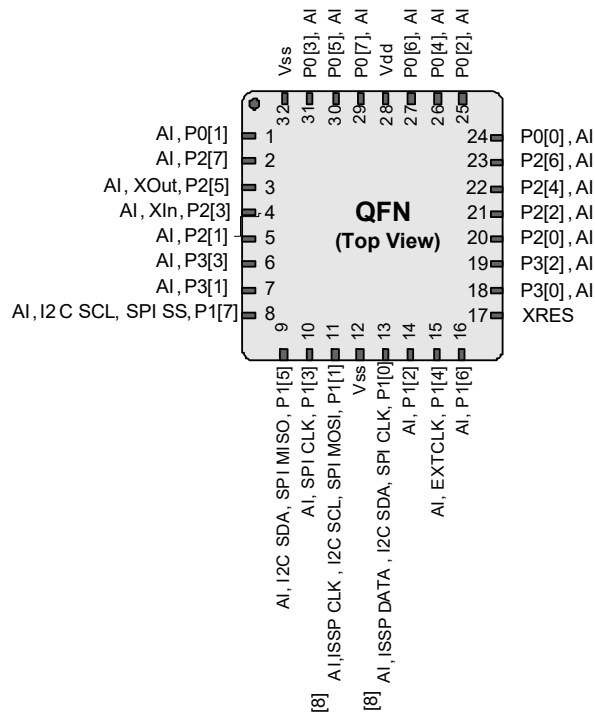 Vss
P0[3], AI
P0[5], AI
P0[7], AI
Vdd
P0[6], AI
P0[4], AI
P0[2], AI
32
31
30
29
28
27
26
25
AI, P0[1]
1
AI, P2[7]
2
AI, XOut, P2[5]
3
AI, XIn, P2[3]
4
AI, P2[1]
5
AI, P3[3]
6
AI, P3[1]
7
AI, I2C SCL, SPI SS, P1[7]
8
QFN
(Top View)
24
P0[0], AI
23
P2[6], AI
22
P2[4], AI
21
P2[2], AI
20
P2[0], AI
19
P3[2], AI
18
P3[0], AI
17
XRES
9
10
11
12
13
14
15
16
AI, I2C SDA, SPI MISO, P1[5]
AI, SPI CLK, P1[3]
[8] AI, ISSP CLK, I2C SCL, SPI MOSI, P1[1]
Vss
[8] AI, ISSP DATA, I2C SDA, SPI CLK, P1[0]
AI, P1[2]
AI, EXTCLK, P1[4]
AI, P1[6]